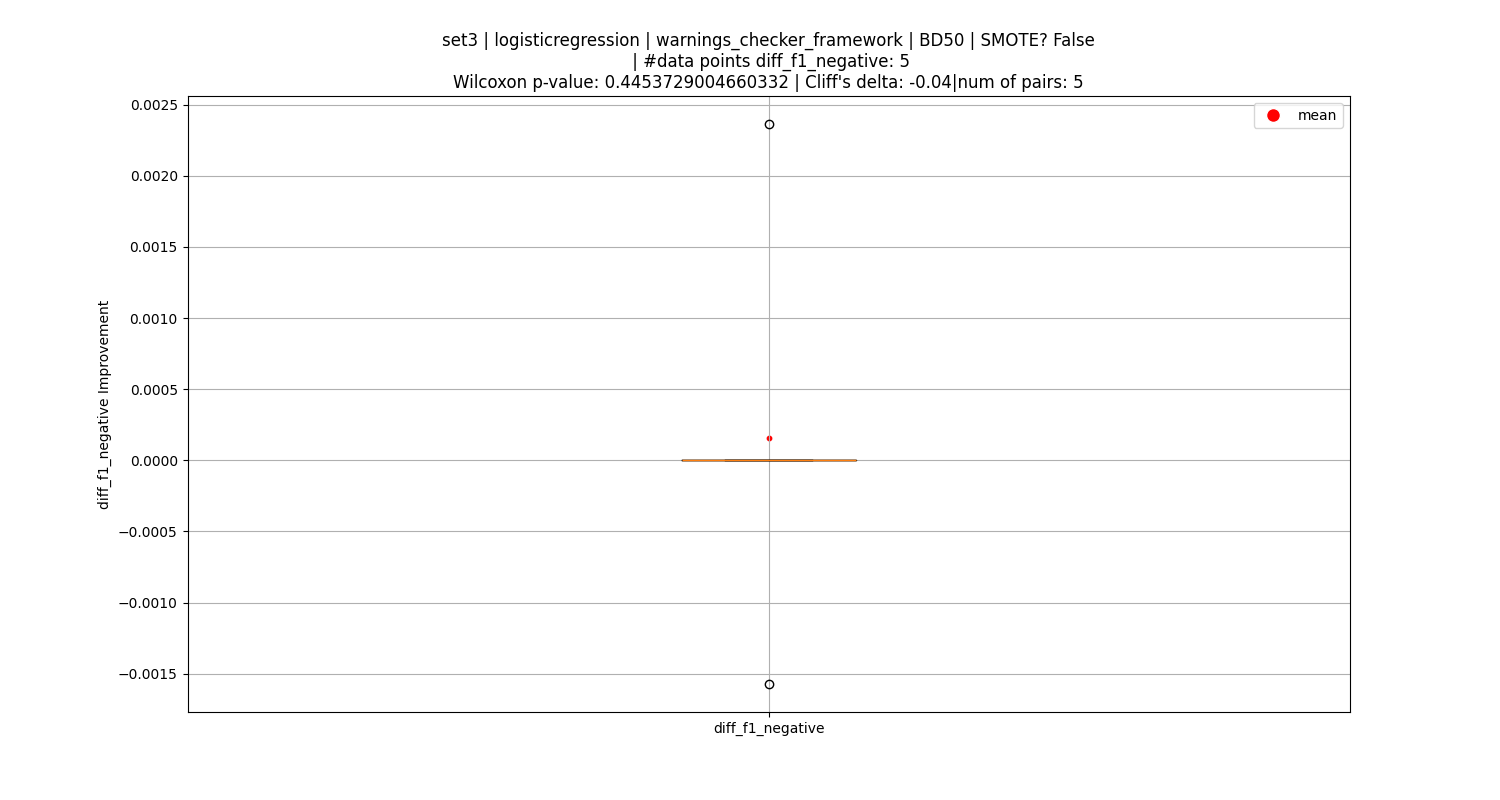 set3 | logisticregression | warnings_checker_framework | BD50 | SMOTE? False
| #data points diff_f1_negative: 5
Wilcoxon p-value: 0.4453729004660332 | Cliff's delta: -0.04|num of pairs: 5
mean
0.0025
0.0020
0.0015
0.0010
0.0005
0.0000
−0.0005
−0.0010
−0.0015
diff_f1_negative Improvement
diff_f1_negative